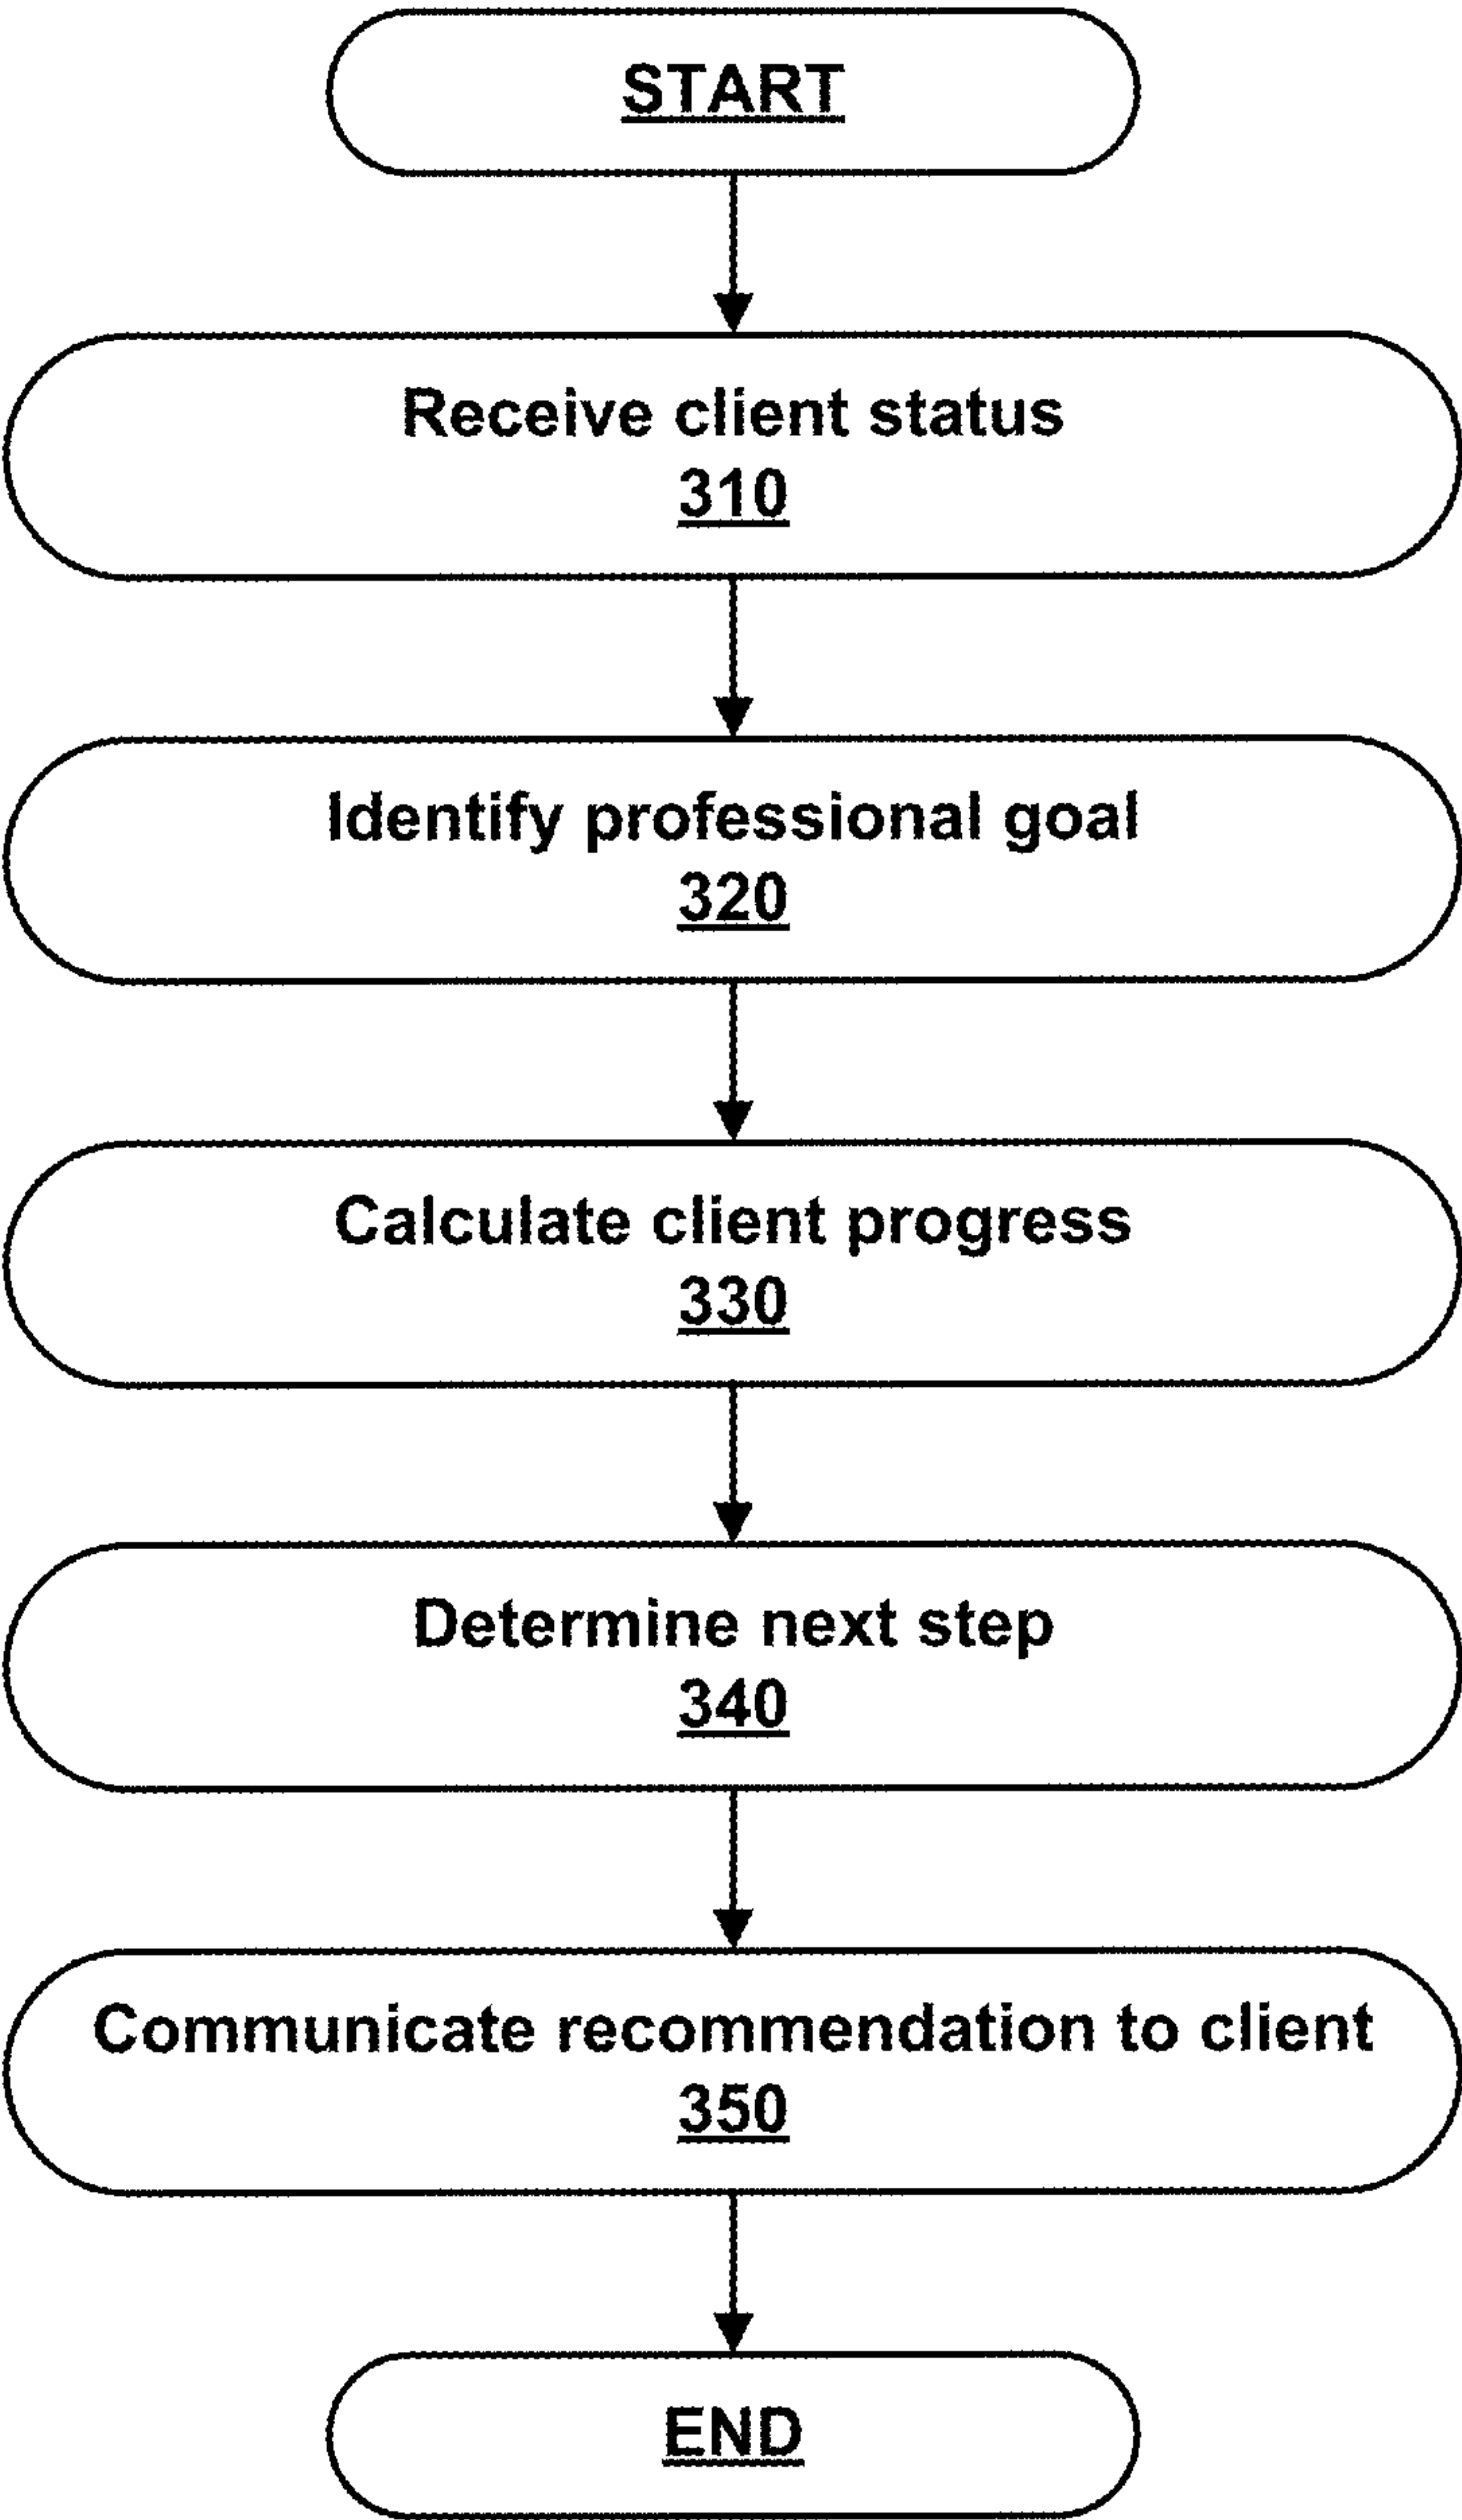 START
Receive client status
310
Identify professional goal
320
Calculate client progress
330
Determine next step
340
Communicate recommendation to client
350
END